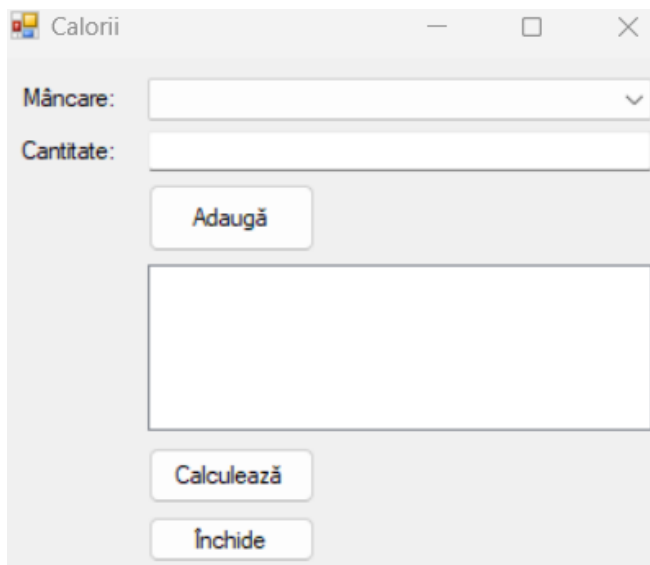 Calorii
Mâncare:
Cantitate:
Adaugă
Calculează
Închide